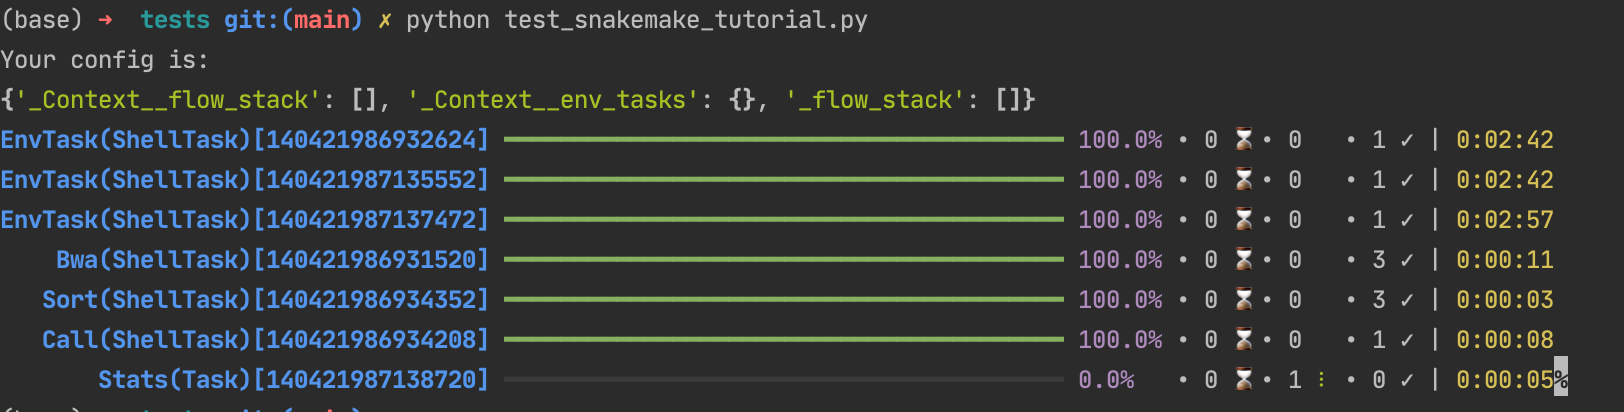 (base) ➜  tests git:(main) ✗ python test_snakemake_tutorial.py
Your config is:
{'_Context__flow_stack': [], '_Context__env_tasks': {}, '_flow_stack': []}
EnvTask(ShellTask)[140421986932624] 100.0% • 0 ⏳• 0   • 1 ✓ | 0:02:42
EnvTask(ShellTask)[140421987135552] 100.0% • 0 ⏳• 0   • 1 ✓ | 0:02:42
EnvTask(ShellTask)[140421987137472] 100.0% • 0 ⏳• 0   • 1 ✓ | 0:02:57
Bwa(ShellTask)[140421986931520] 100.0% • 0 ⏳• 0   • 3 ✓ | 0:00:11
Sort(ShellTask)[140421986934352] 100.0% • 0 ⏳• 0   • 3 ✓ | 0:00:03
Call(ShellTask)[140421986934208] 100.0% • 0 ⏳• 0   • 1 ✓ | 0:00:08
Stats(Task)[140421987138720] 0.0%   • 0 ⏳• 1 ⋮ • 0 ✓ | 0:00:05%